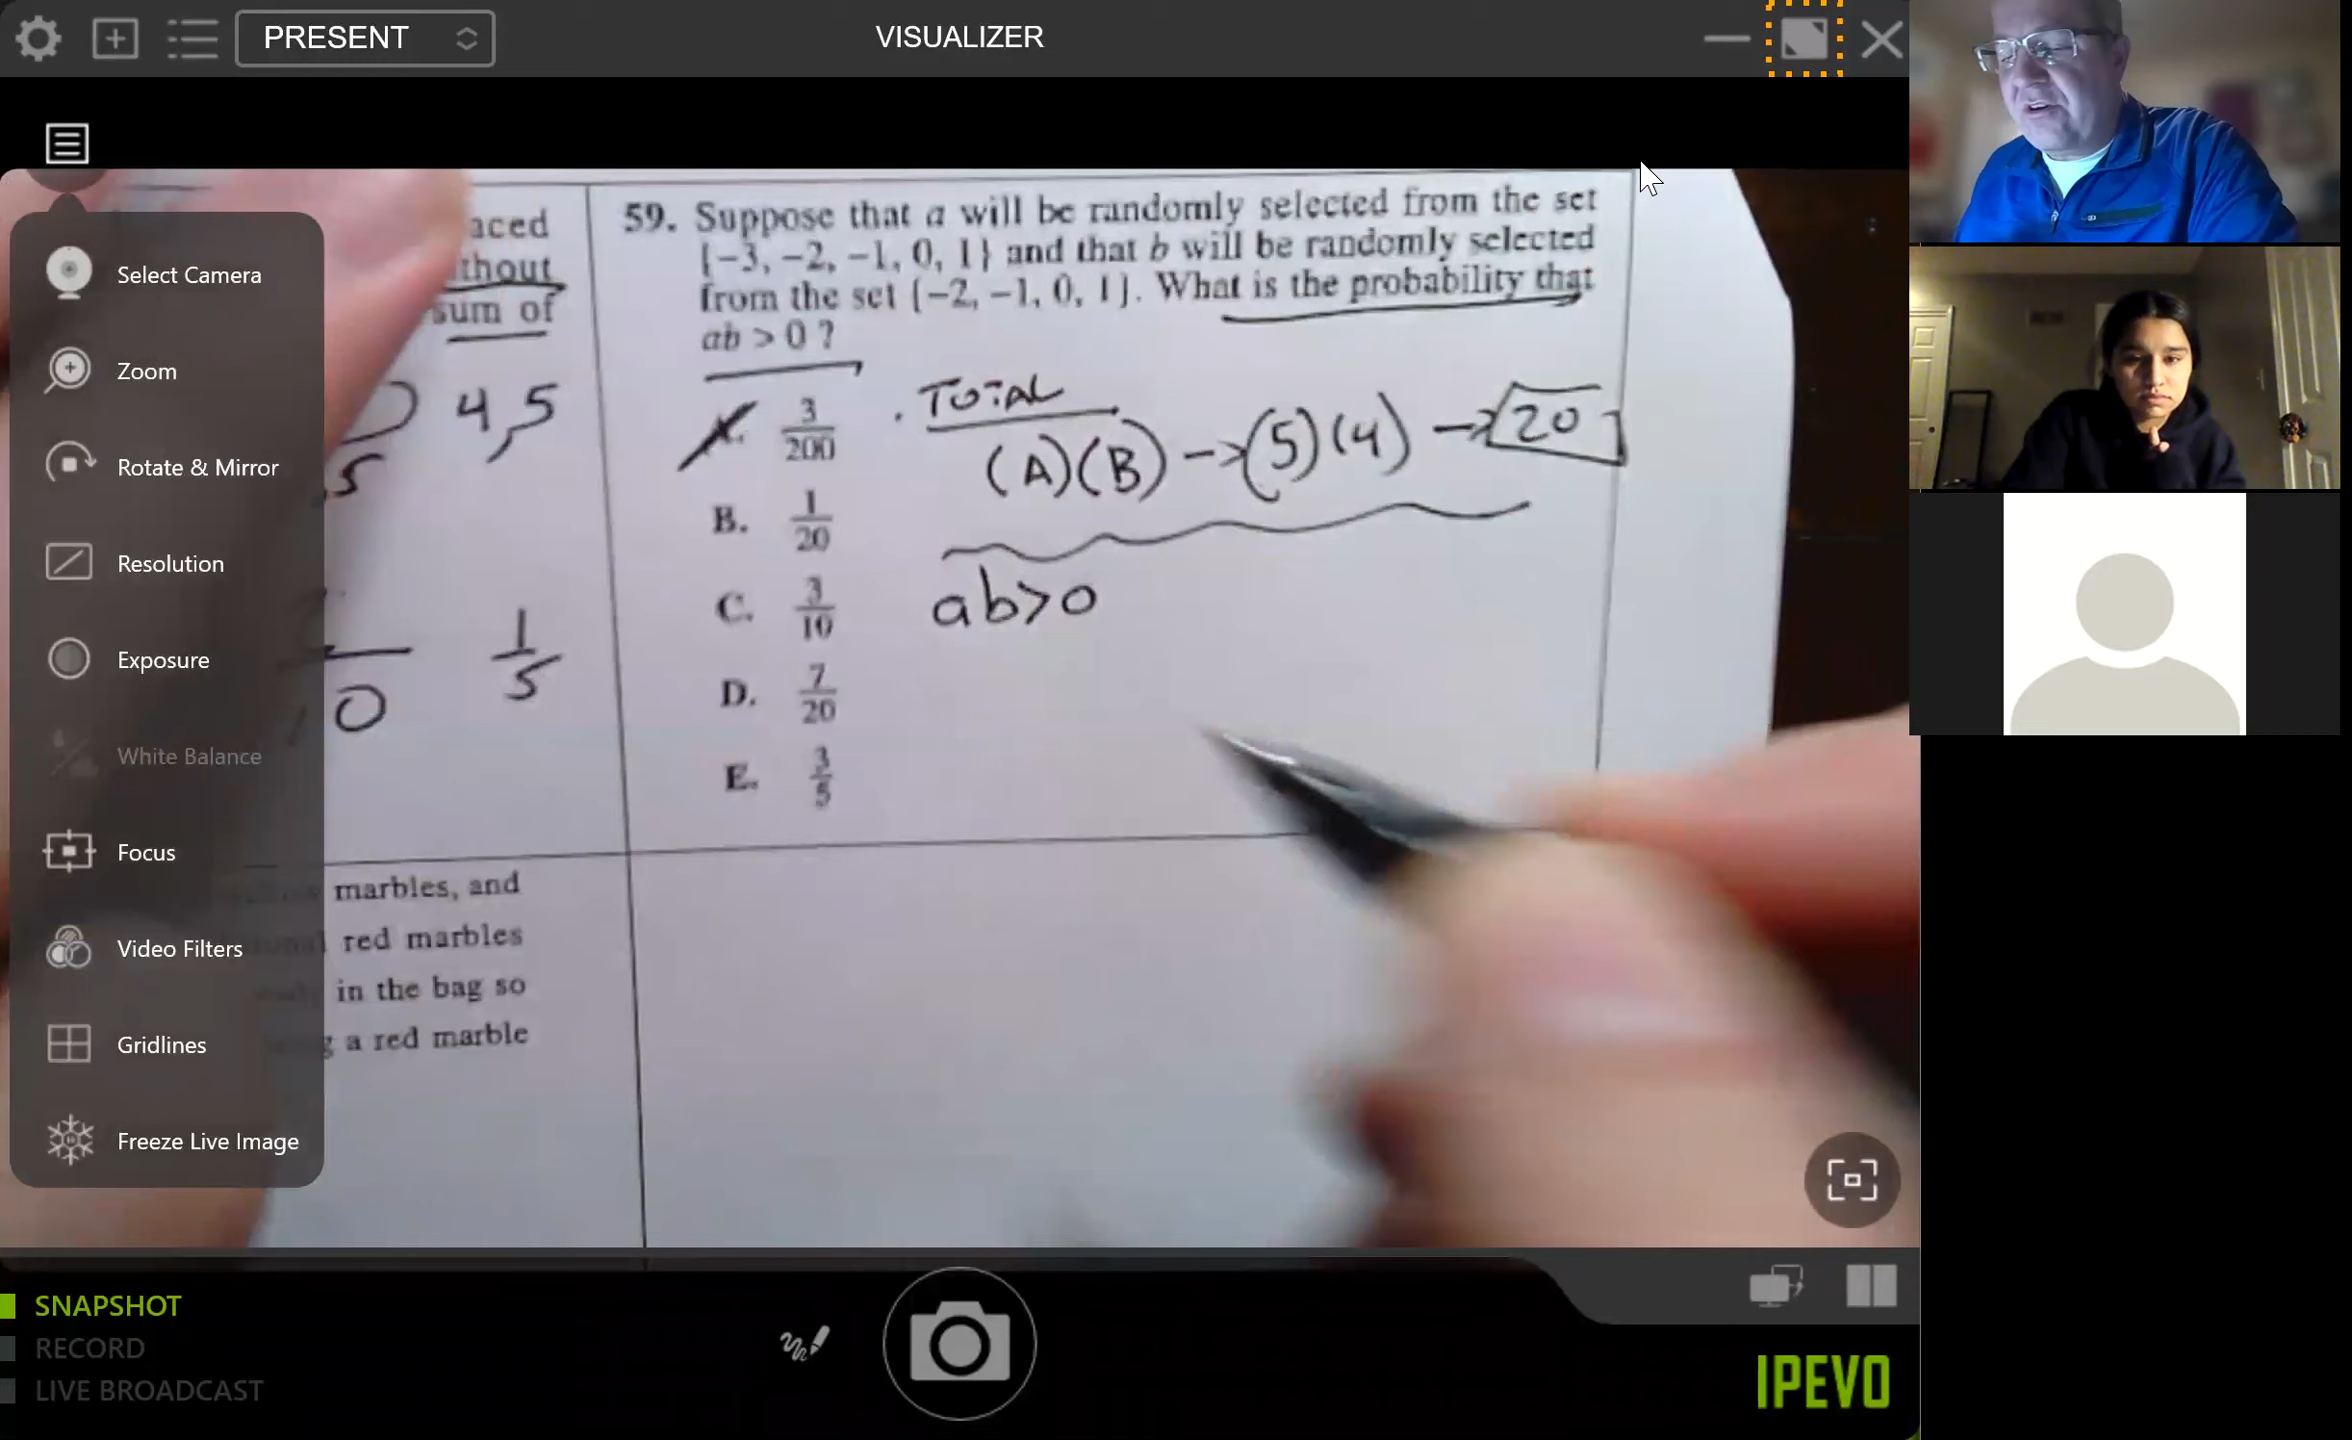 PRESENT
VISUALIZER
Select Camera
Zoom
Rotate & Mirror
Resolution
Exposure
White Balance
Focus
Video Filters
Gridlines
Freeze Live Image
aced
thout
sum of
4,5
5
0
1/5
marbles, and
red marbles
in the bag so
a red marble
59. Suppose that a will be randomly selected from the set
{-3, -2, -1, 0, 1} and that b will be randomly selected
from the set {-2, -1, 0, 1}. What is the probability that
ab > 0 ?
A. 3/200
B. 1/20
C. 3/10
D. 7/20
E. 3/5
TOTAL
(A)(B) → (5)(4) → 20
ab>0
SNAPSHOT
RECORD
LIVE BROADCAST
IPEVO